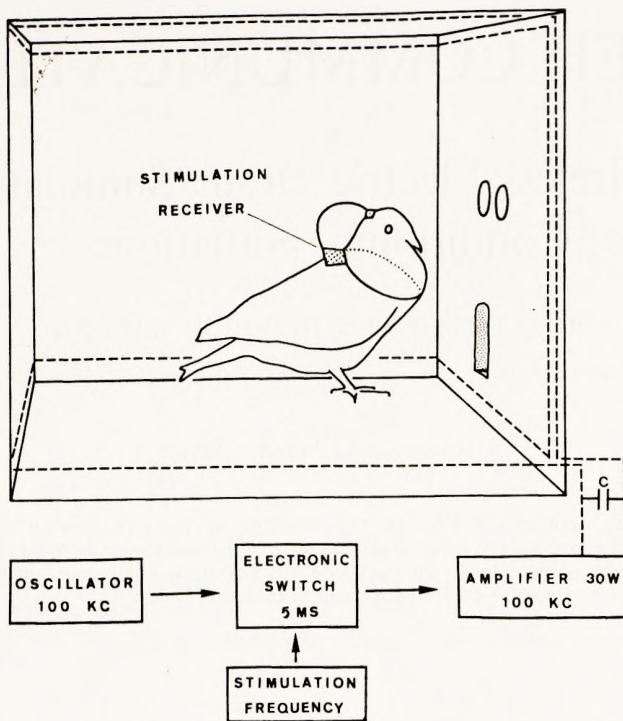 STIMULATION
RECEIVER
C
OSCILLATOR
100 KC
ELECTRONIC
SWITCH
5 MS
AMPLIFIER 30W
100 KC
STIMULATION
FREQUENCY